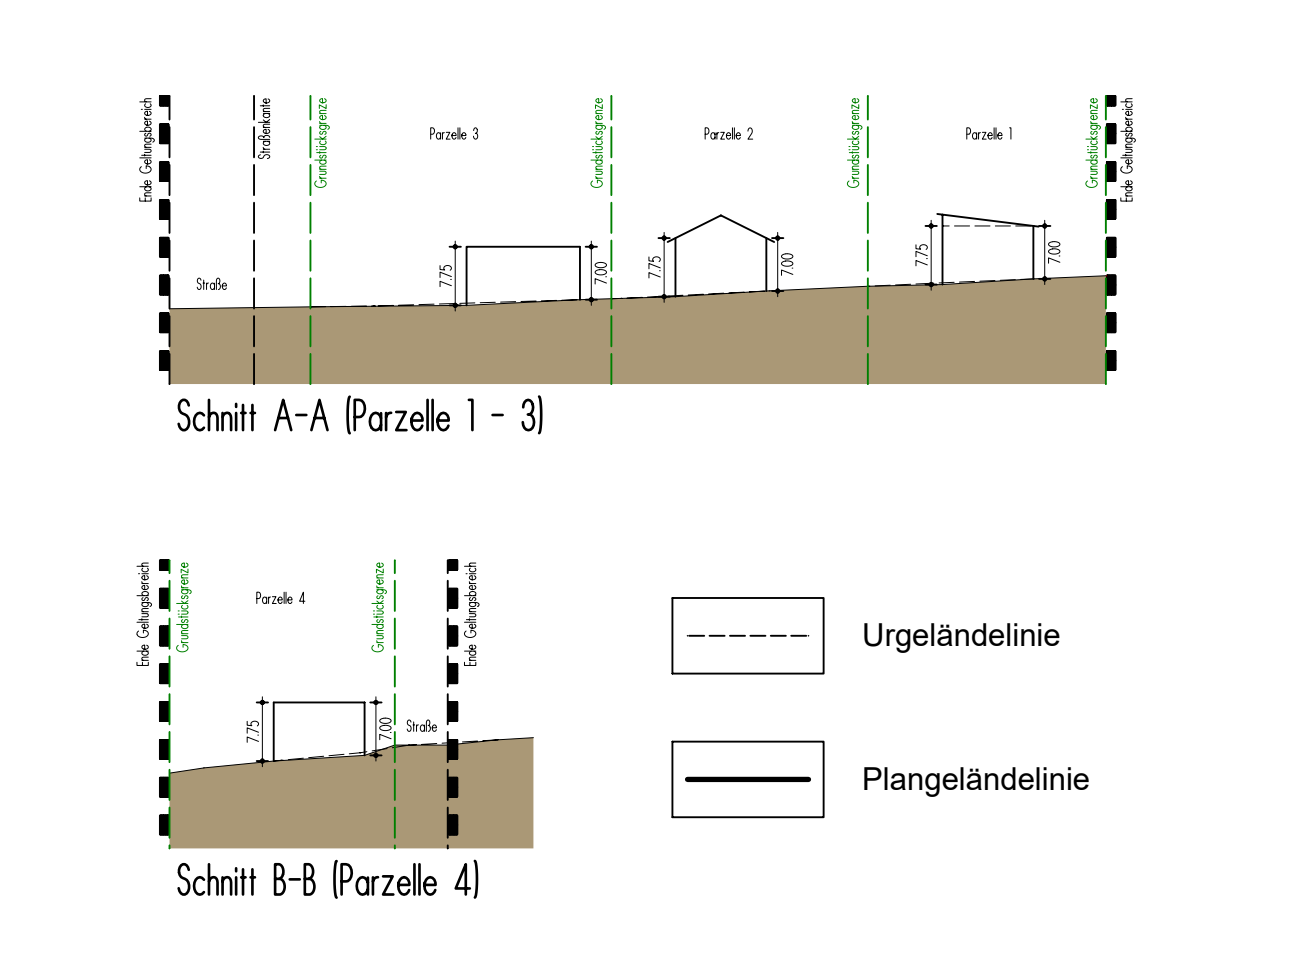 Ende Geltungsbereich
Straßenkante
Grundstücksgrenze
Parzelle 3
Grundstücksgrenze
Parzelle 2
Grundstücksgrenze
Parzelle 1
Grundstücksgrenze
Ende Geltungsbereich
Straße
7.75
7.00
7.75
7.00
7.75
7.00
Schnitt A-A (Parzelle 1 - 3)
Ende Geltungsbereich
Grundstücksgrenze
Parzelle 4
Grundstücksgrenze
Ende Geltungsbereich
7.75
7.00
Straße
Schnitt B-B (Parzelle 4)
Urgeländelinie
Plangeländelinie